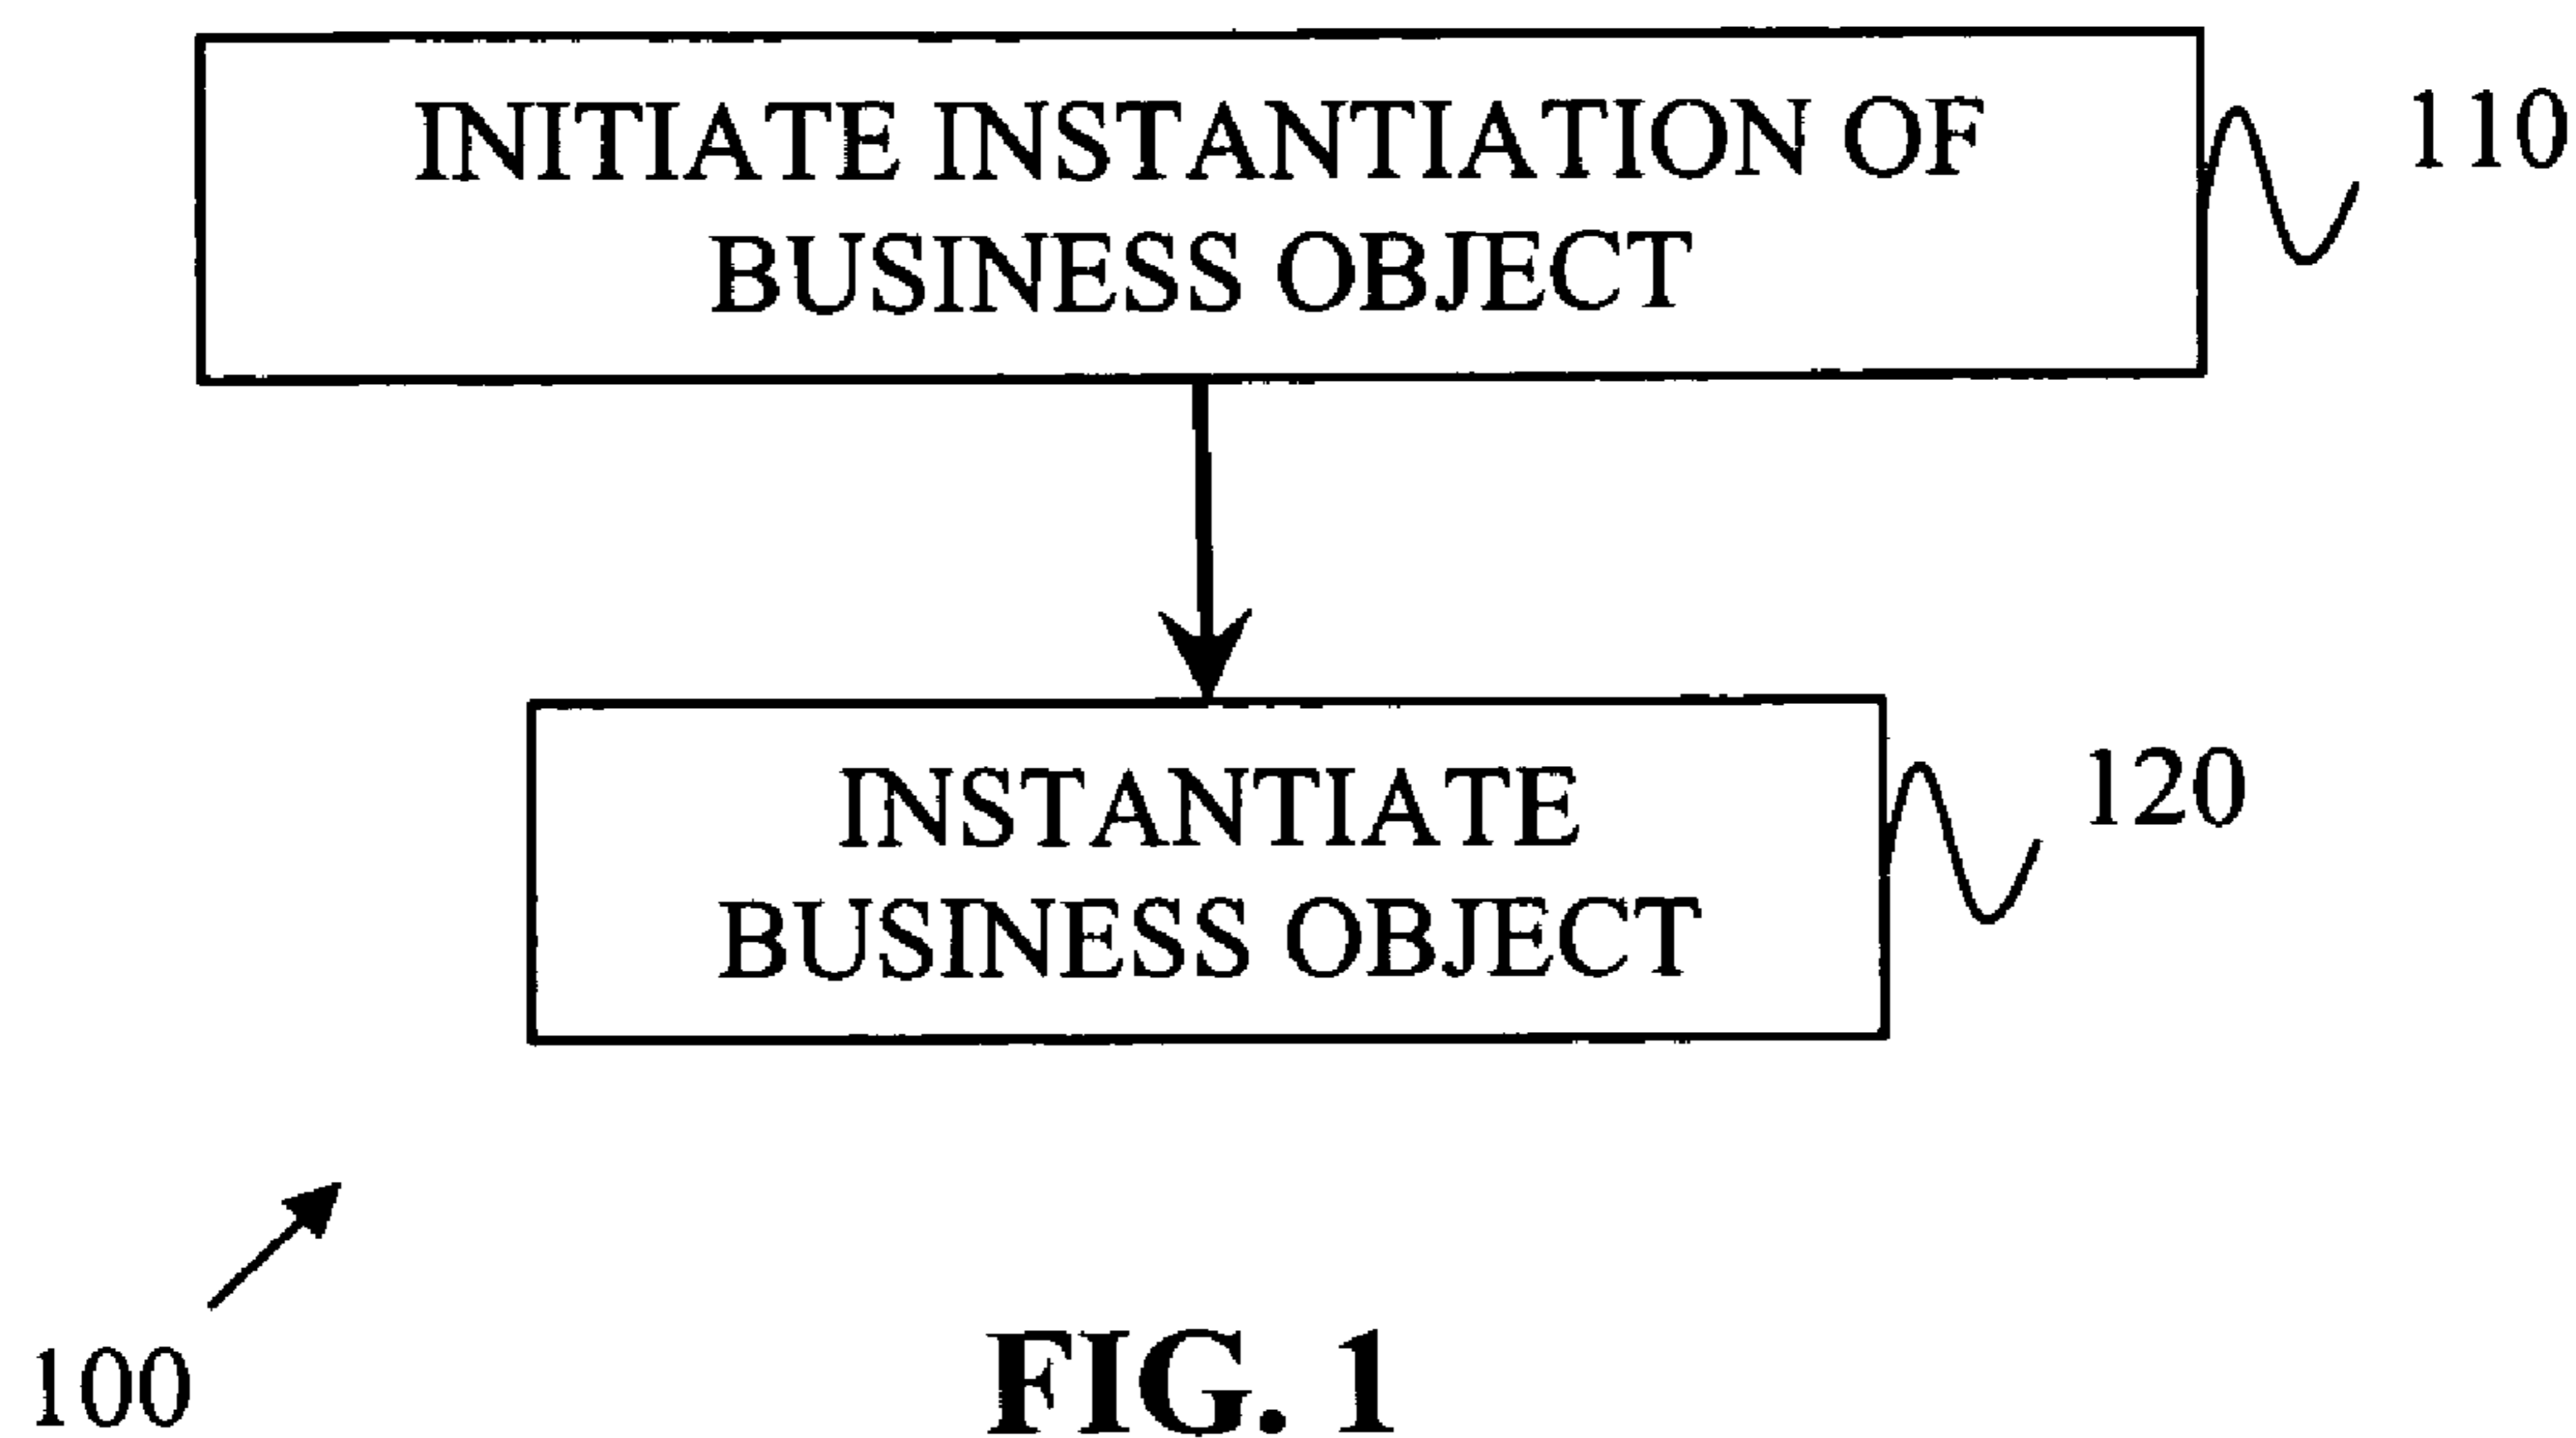 INITIATE INSTANTIATION OF
BUSINESS OBJECT
110
INSTANTIATE
BUSINESS OBJECT
120
100
FIG. 1